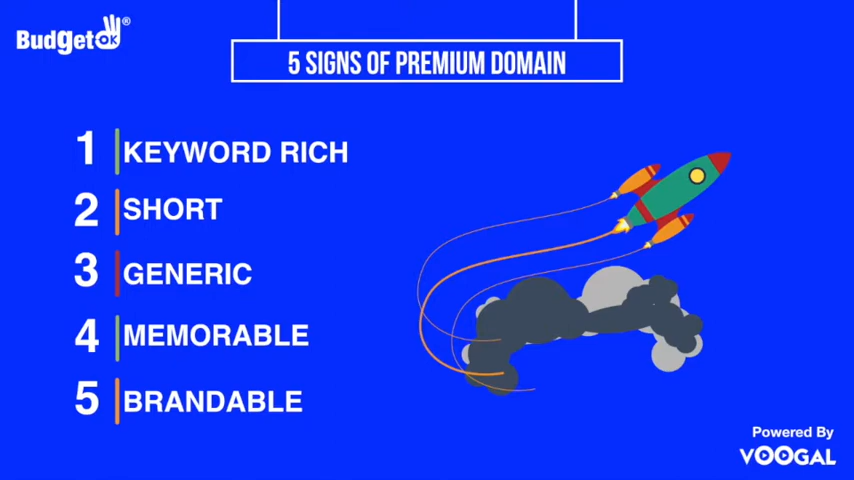 BudgetOK®
5 SIGNS OF PREMIUM DOMAIN
1 KEYWORD RICH
2 SHORT
3 GENERIC
4 MEMORABLE
5 BRANDABLE
Powered By
VOOGAL